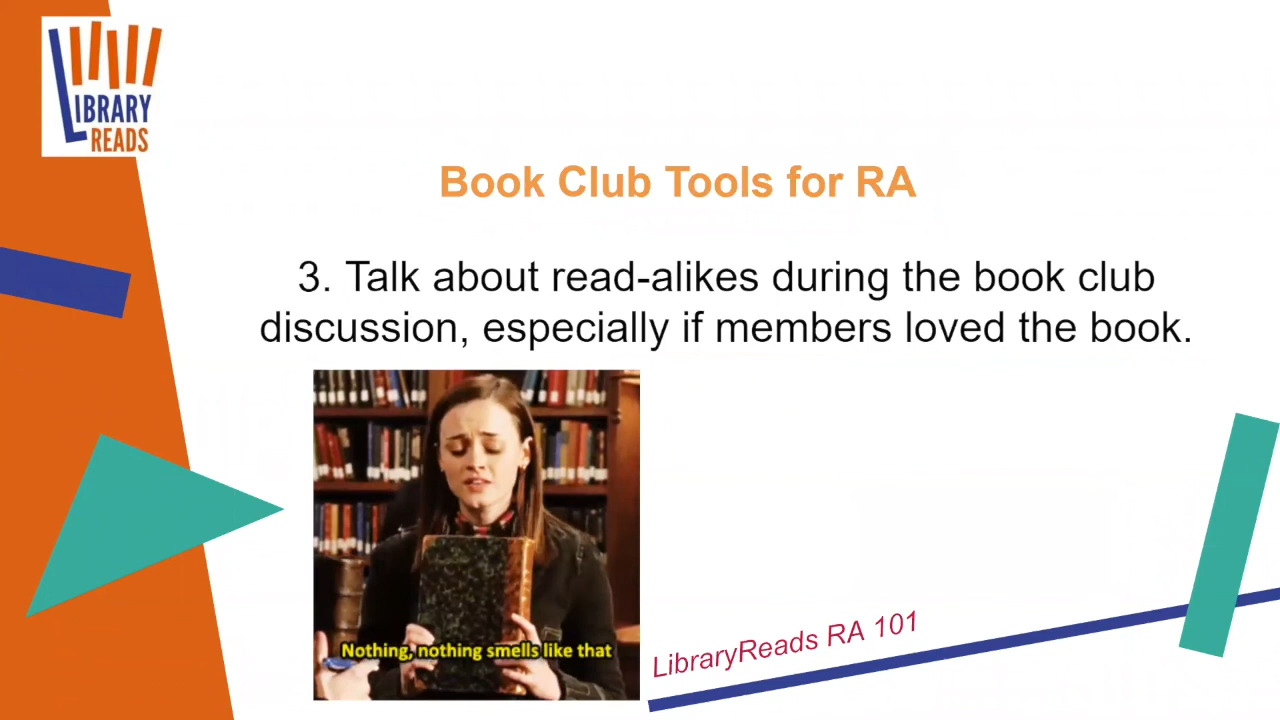 LIBRARY
READS
Book Club Tools for RA
3. Talk about read-alikes during the book club
discussion, especially if members loved the book.
Nothing, nothing smells like that
LibraryReads RA 101